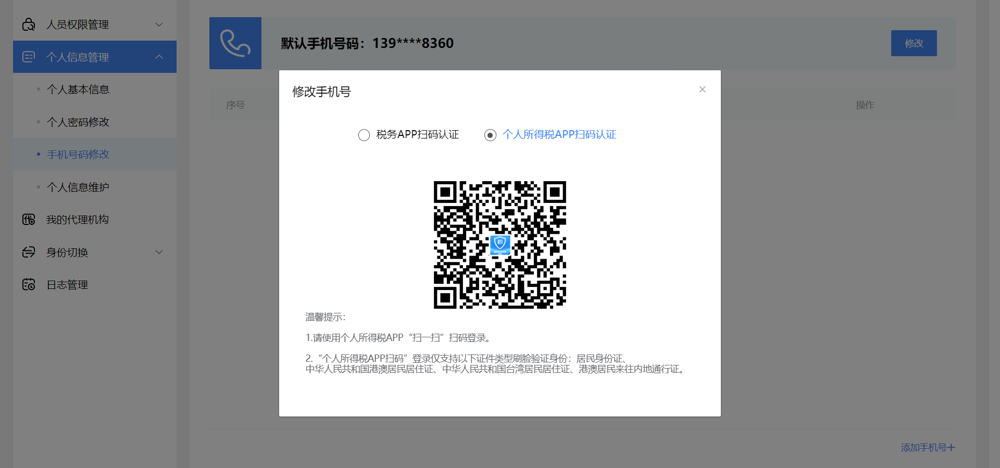 人员权限管理
个人信息管理
个人基本信息
个人密码修改
手机号码修改
个人信息维护
我的代理机构
身份切换
日志管理
默认手机号码：139****8360
修改
序号
操作
修改手机号
税务APP扫码认证
个人所得税APP扫码认证
税
温馨提示：
1.请使用个人所得税APP“扫一扫”扫码登录。
2.“个人所得税APP扫码”登录仅支持以下证件类型刷脸验证身份：居民身份证、
中华人民共和国港澳居民居住证、中华人民共和国台湾居民居住证、港澳居民来往内地通行证。
添加手机号+